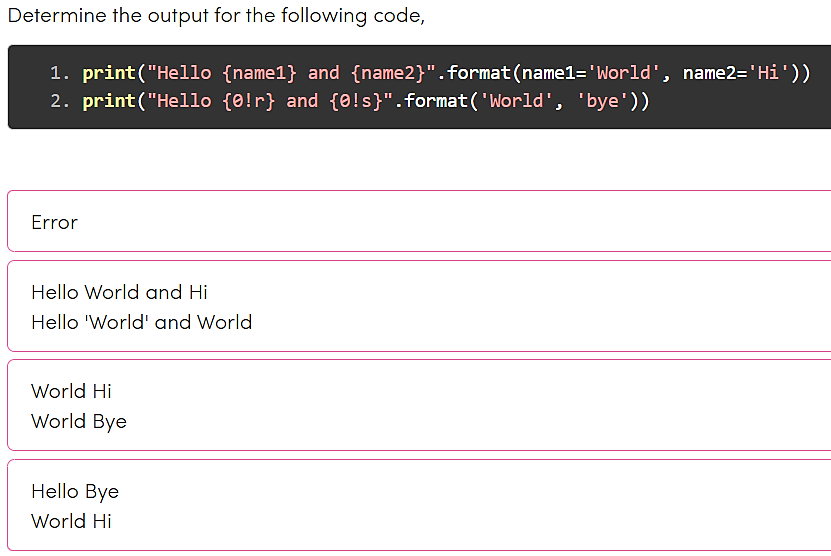 Determine the output for the following code,
1. print("Hello {name1} and {name2}".format(name1='World', name2='Hi'))
2. print("Hello {0!r} and {0!s}".format('World', 'bye'))
Error
Hello World and Hi
Hello 'World' and World
World Hi
World Bye
Hello Bye
World Hi